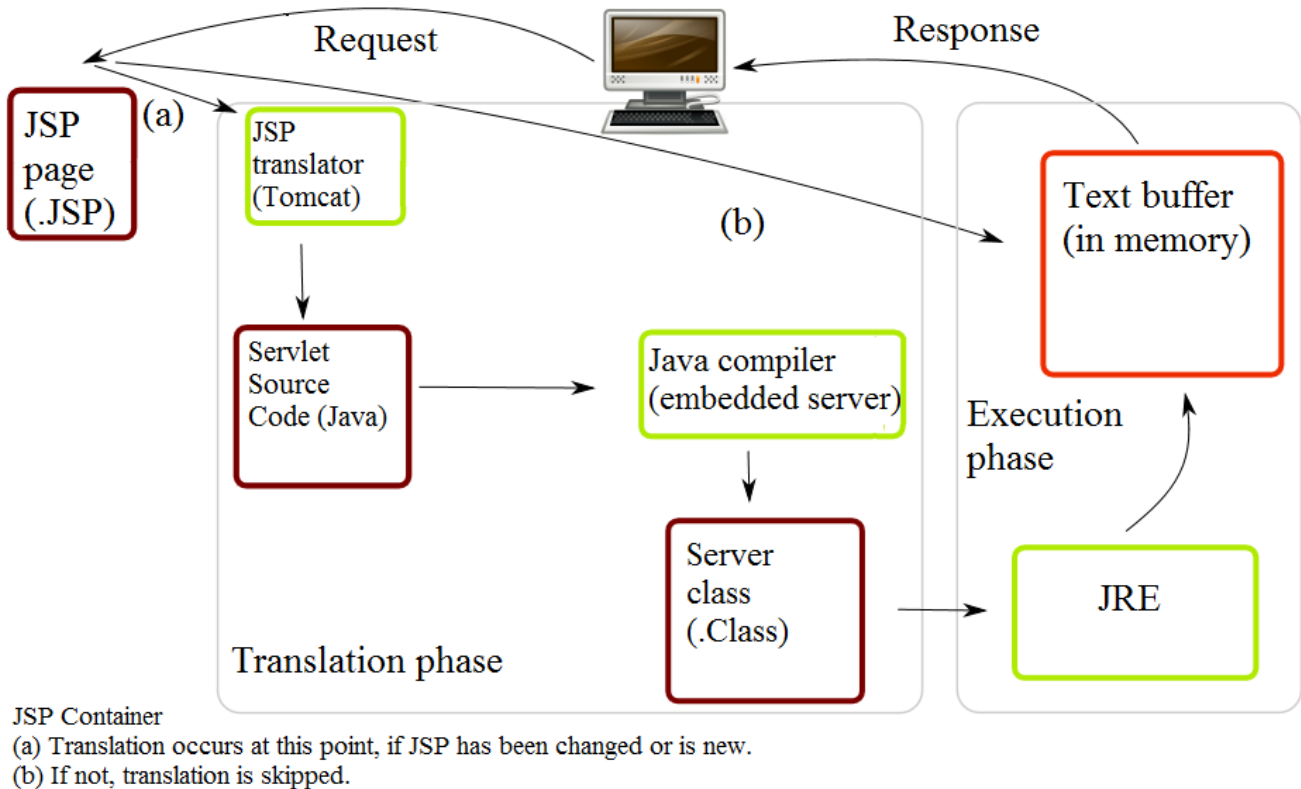 Request
Response
JSP
page
(.JSP)
(a)
JSP
translator
(Tomcat)
(b)
Text buffer
(in memory)
Servlet
Source
Code (Java)
Java compiler
(embedded server)
Execution
phase
Server
class
(.Class)
JRE
Translation phase
JSP Container
(a) Translation occurs at this point, if JSP has been changed or is new.
(b) If not, translation is skipped.